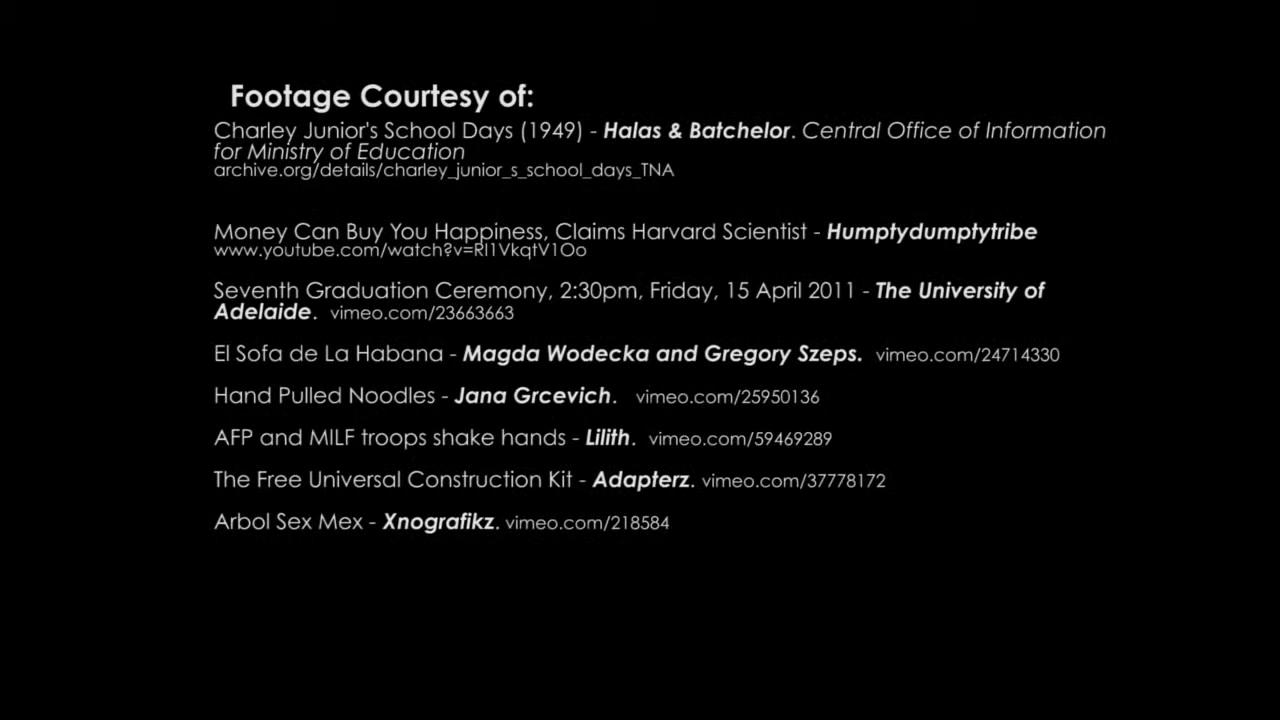 Footage Courtesy of:
Charley Junior's School Days (1949) - Halas & Batchelor. Central Office of Information
for Ministry of Education
archive.org/details/charley_junior_s_school_days_TNA
Money Can Buy You Happiness, Claims Harvard Scientist - Humptydumptytribe
www.youtube.com/watch?v=RI1VkqtV1Oo
Seventh Graduation Ceremony, 2:30pm, Friday, 15 April 2011 - The University of
Adelaide. vimeo.com/23663663
El Sofa de La Habana - Magda Wodecka and Gregory Szeps. vimeo.com/24714330
Hand Pulled Noodles - Jana Grcevich. vimeo.com/25950136
AFP and MILF troops shake hands - Lilith. vimeo.com/59469289
The Free Universal Construction Kit - Adapterz. vimeo.com/37778172
Arbol Sex Mex - Xnografikz. vimeo.com/218584